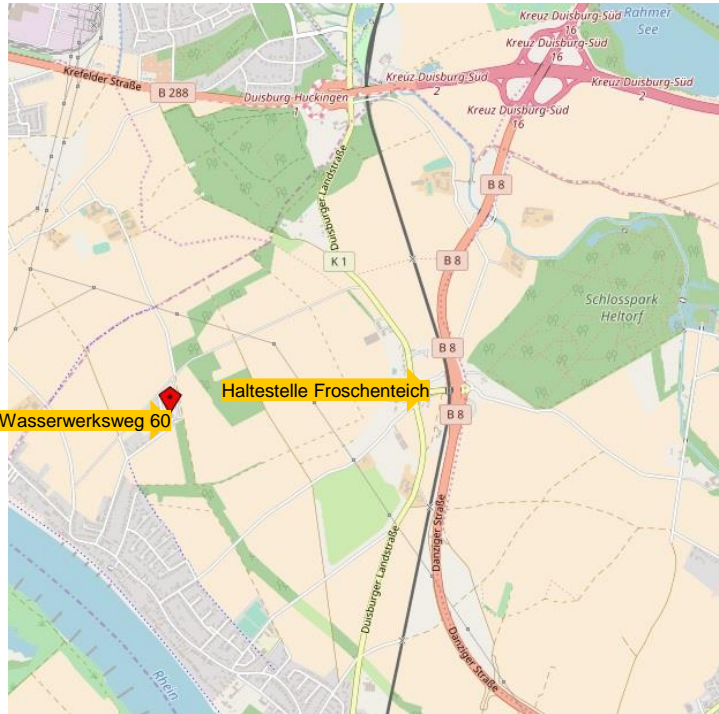 Rahmer
See
Kreuz Duisburg-Süd
16
Kreuz Duisburg-Süd
16
Kreuz Duisburg-Süd
2
Kreuz Duisburg-Süd
2
Kreuz Duisburg-Süd
16
Krefelder Straße
B 288
Duisburg-Huckingen
1
Duisburger Landstraße
B 8
K 1
B 8
Schlosspark
Heltorf
B 8
Haltestelle Froschenteich
B 8
Wasserwerksweg 60
Danziger Straße
Duisburger Landstraße
Danziger Straße
Rhein